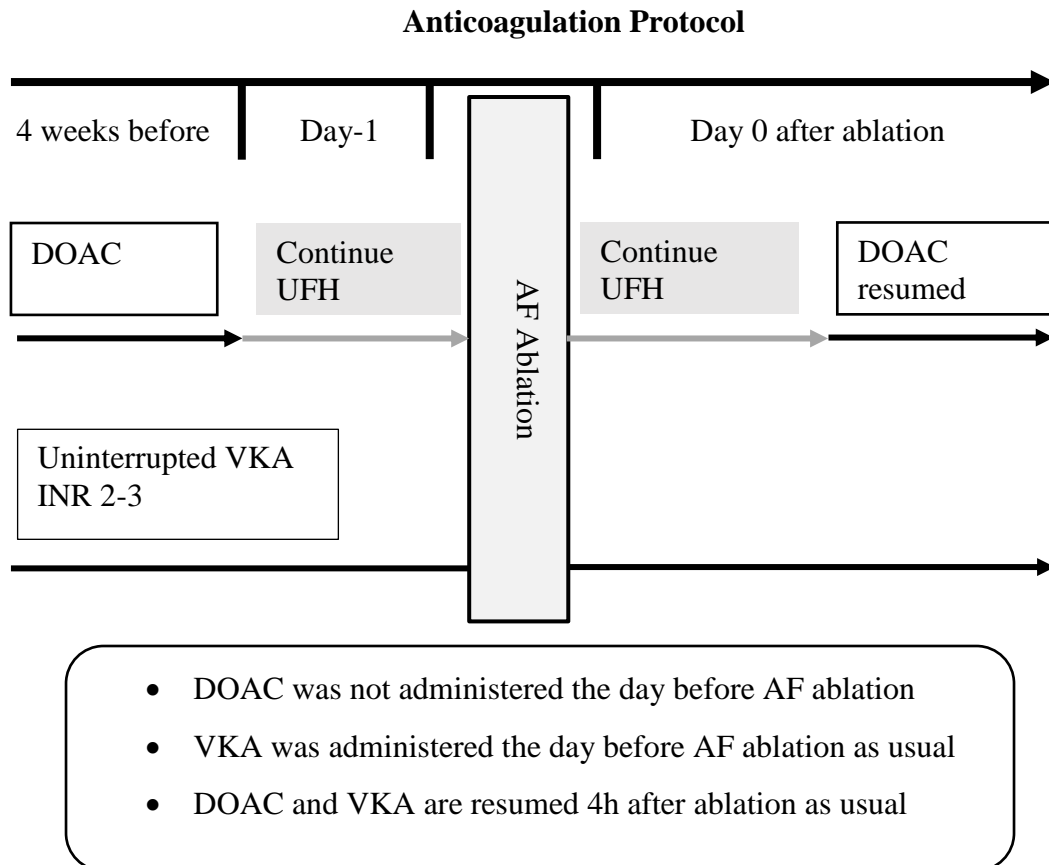 Anticoagulation Protocol
4 weeks before
Day-1
Day 0 after ablation
DOAC
Continue
UFH
AF Ablation
Continue
UFH
DOAC
resumed
Uninterrupted VKA
INR 2-3
• DOAC was not administered the day before AF ablation
• VKA was administered the day before AF ablation as usual
• DOAC and VKA are resumed 4h after ablation as usual